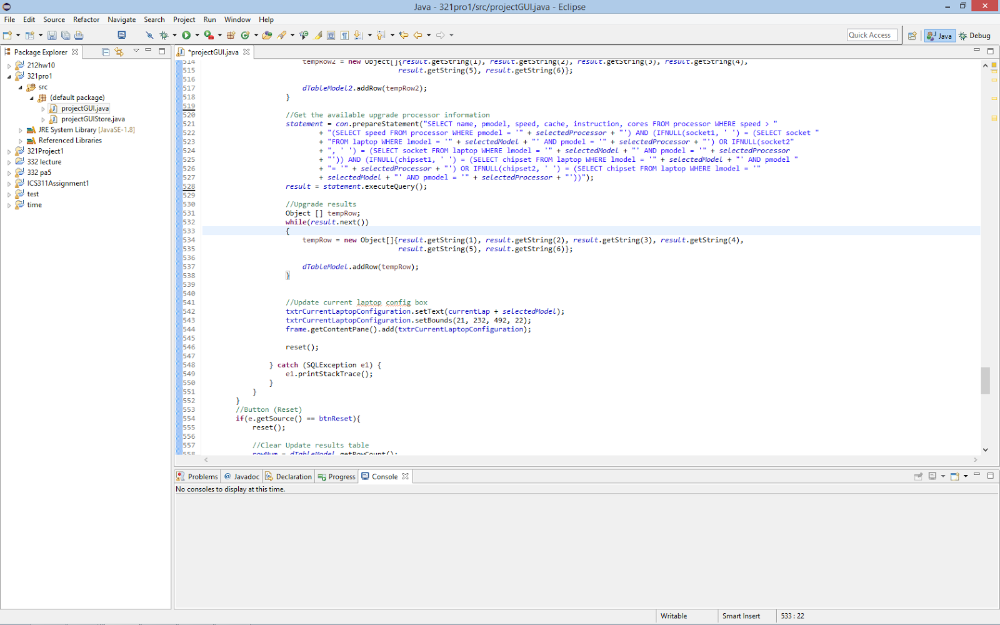 Java - 321pro1/src/projectGUI.java - Eclipse
File Edit Source Refactor Navigate Search Project Run Window Help
Quick Access Java Debug
Package Explorer
212hw10
321pro1
src
(default package)
projectGUI.java
projectGUIStore.java
JRE System Library [JavaSE-1.8]
Referenced Libraries
321Project1
332 lecture
332 pa5
ICS311Assignment1
test
time
*projectGUI.java
514 tempRow2 = new Object[]{result.getString(1), result.getString(2), result.getString(3), result.getString(4),
515 result.getString(5), result.getString(6)};
516
517 dTableModel2.addRow(tempRow2);
518 }
519
520 //Get the available upgrade processor information
521 statement = con.prepareStatement("SELECT name, pmodel, speed, cache, instruction, cores FROM processor WHERE speed > "
522 + "(SELECT speed FROM processor WHERE pmodel = '" + selectedProcessor + "') AND (IFNULL(socket1, ' ') = (SELECT socket "
523 + "FROM laptop WHERE lmodel = '" + selectedModel + "' AND pmodel = '" + selectedProcessor + "') OR IFNULL(socket2"
524 + ", ' ') = (SELECT socket FROM laptop WHERE lmodel = '" + selectedModel + "' AND pmodel = '" + selectedProcessor
525 + "')) AND (IFNULL(chipset1, ' ') = (SELECT chipset FROM laptop WHERE lmodel = '" + selectedModel + "' AND pmodel "
526 + "= '" + selectedProcessor + "') OR IFNULL(chipset2, ' ') = (SELECT chipset FROM laptop WHERE lmodel = '"
527 + selectedModel + "' AND pmodel = '" + selectedProcessor + "'))");
528 result = statement.executeQuery();
529
530 //Upgrade results
531 Object [] tempRow;
532 while(result.next())
533 {
534 tempRow = new Object[]{result.getString(1), result.getString(2), result.getString(3), result.getString(4),
535 result.getString(5), result.getString(6)};
536
537 dTableModel.addRow(tempRow);
538 }
539
540
541 //Update current laptop config box
542 txtrCurrentLaptopConfiguration.setText(currentLap + selectedModel);
543 txtrCurrentLaptopConfiguration.setBounds(21, 232, 492, 22);
544 frame.getContentPane().add(txtrCurrentLaptopConfiguration);
545
546 reset();
547
548 } catch (SQLException e1) {
549 e1.printStackTrace();
550 }
551 }
552 }
553 //Button (Reset)
554 if(e.getSource() == btnReset){
555 reset();
556
557 //Clear Update results table
558 rowNum = dTableModel.getRowCount();
Problems Javadoc Declaration Progress Console
No consoles to display at this time.
Writable Smart Insert 533 : 22